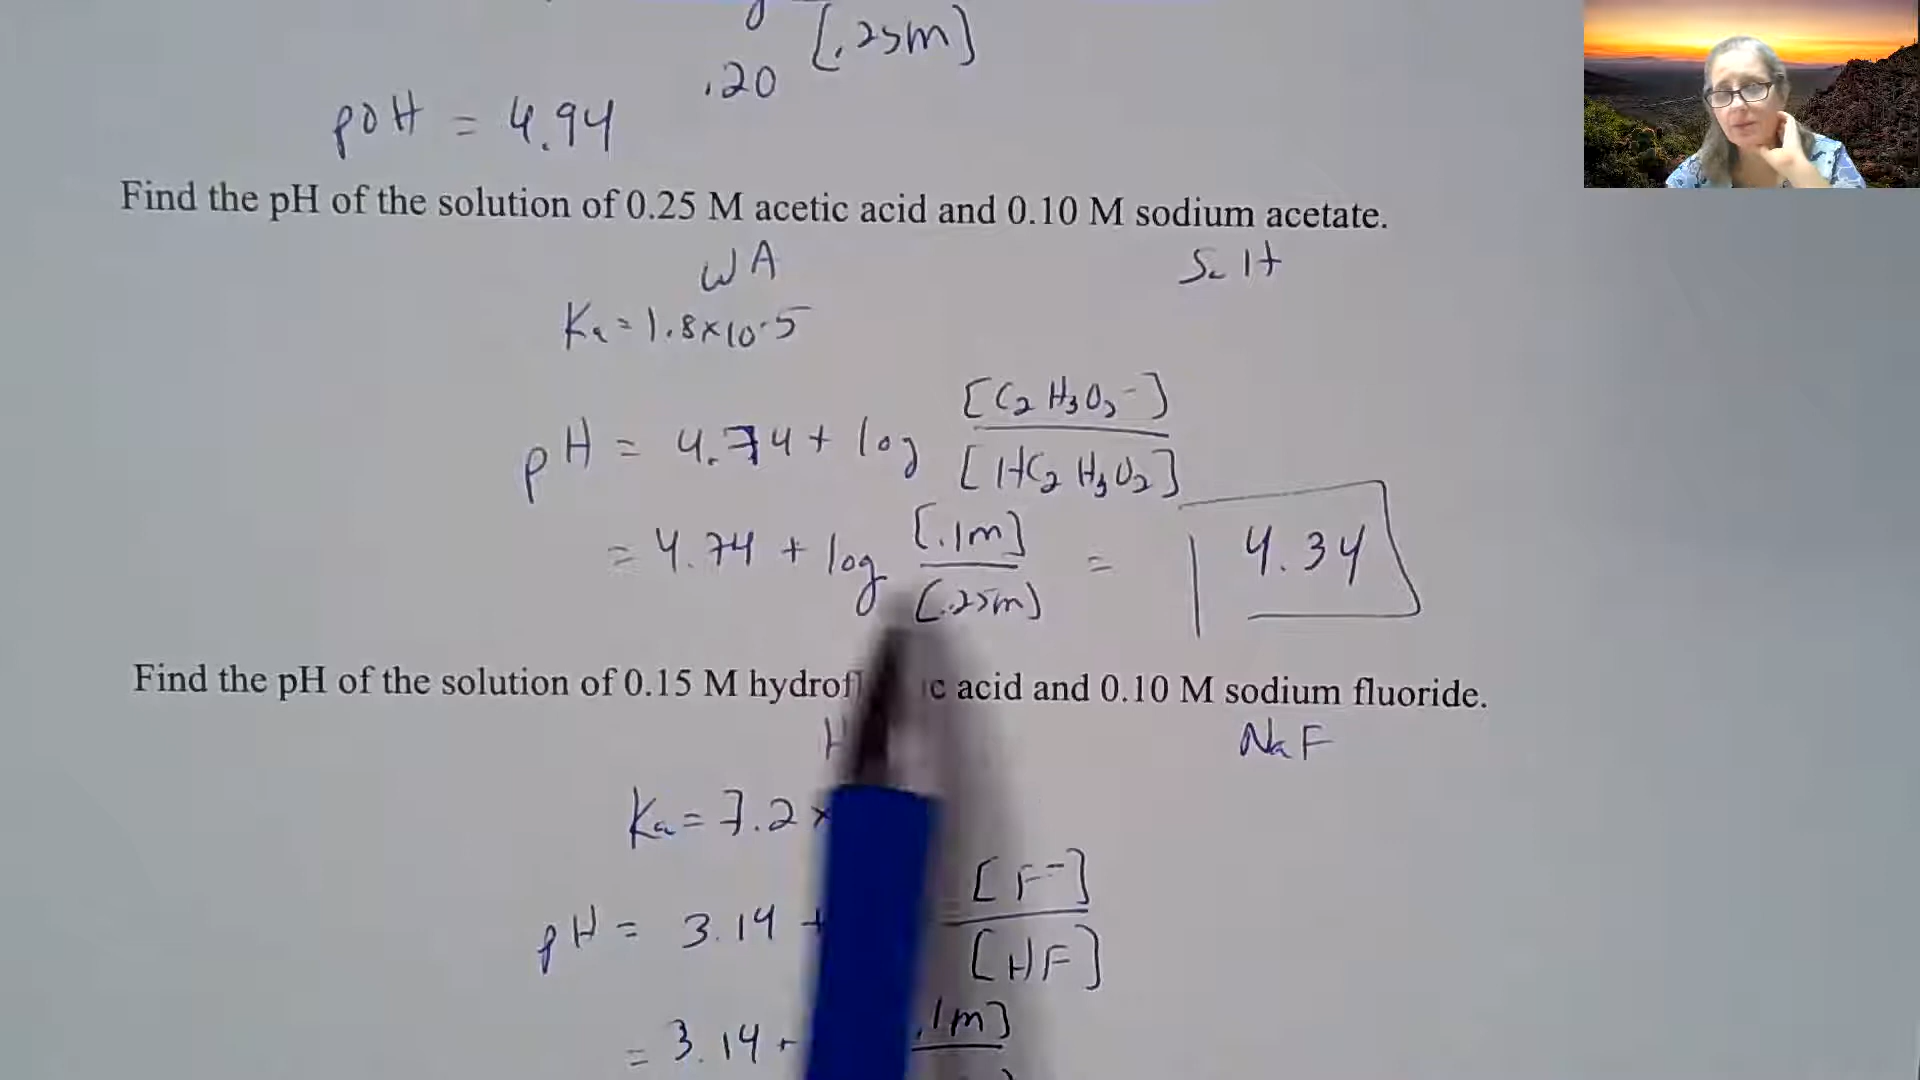 [.25m]
.20
pOH = 4.94
Find the pH of the solution of 0.25 M acetic acid and 0.10 M sodium acetate.
WA Salt
Ka = 1.8×10-5
pH = 4.74 + log [C2H3O2-] / [HC2H3O2]
= 4.74 + log [.1m] / [.25m] = 4.34
Find the pH of the solution of 0.15 M acid and 0.10 M sodium fluoride.
H NaF
Ka = 7.2 ×
pH = 3.14 + [F-] / [HF]
= 3.14 + .1m]